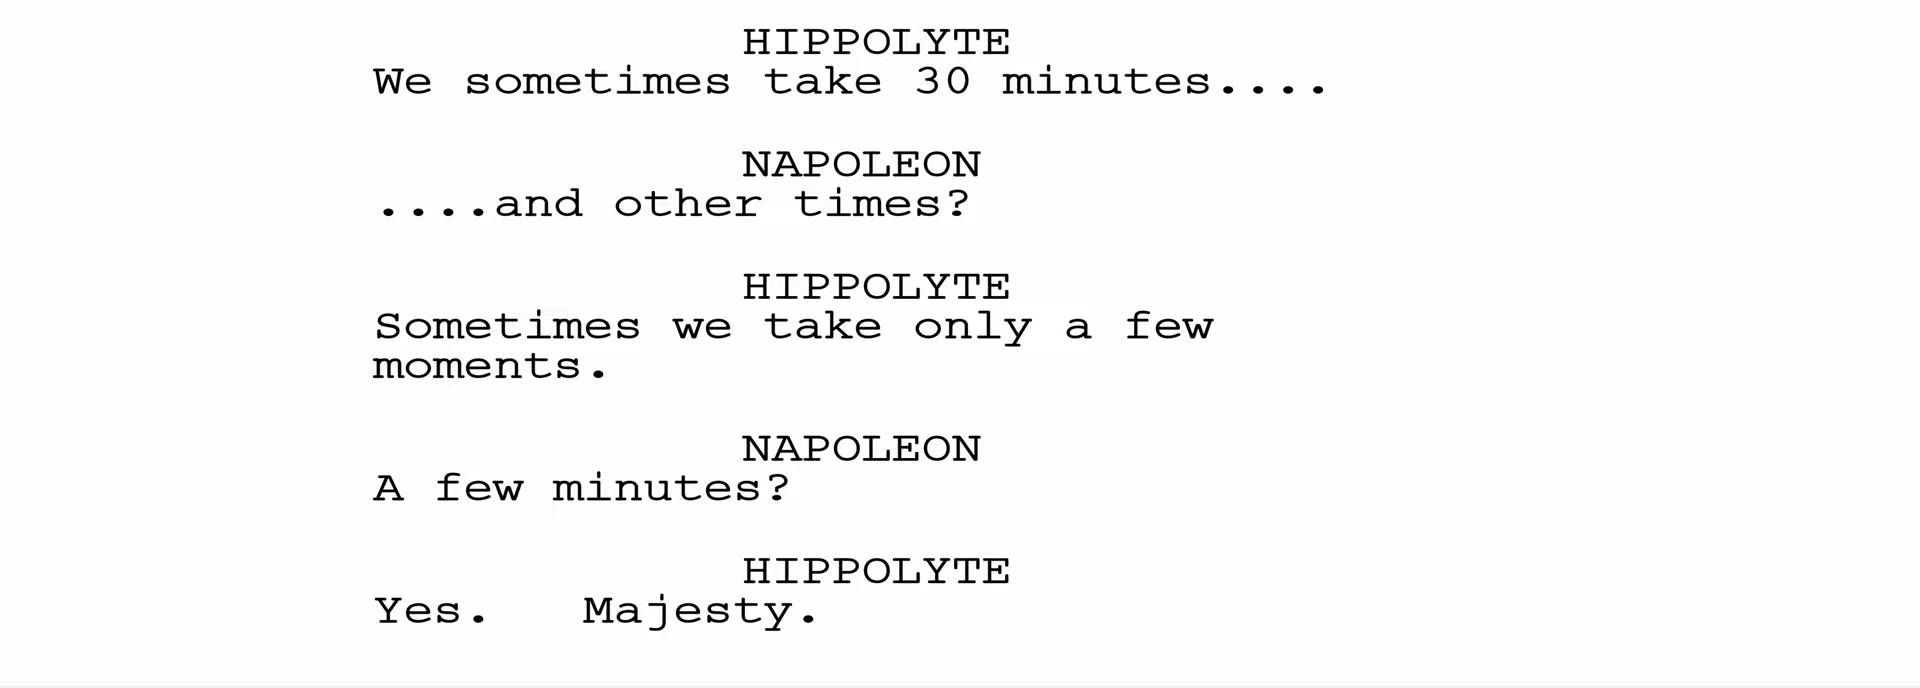 HIPPOLYTE
We sometimes take 30 minutes....
NAPOLEON
....and other times?
HIPPOLYTE
Sometimes we take only a few
moments.
NAPOLEON
A few minutes?
HIPPOLYTE
Yes.   Majesty.